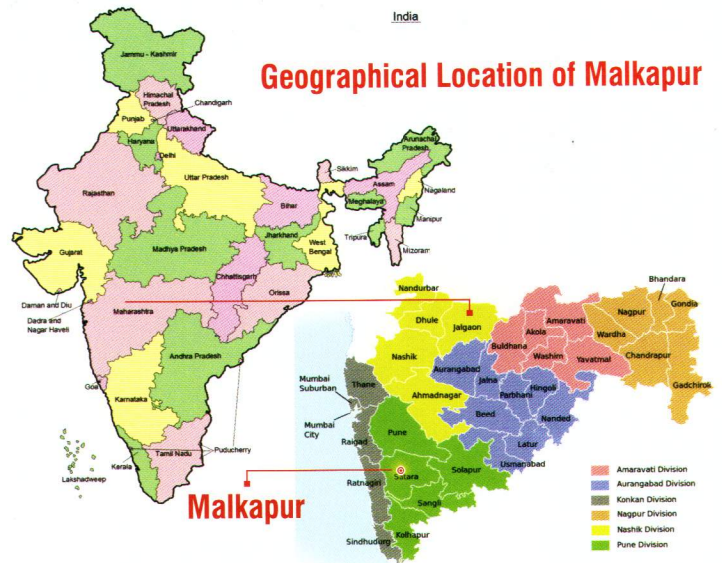 India
Geographical Location of Malkapur
Jammu - Kashmir
Himachal
Pradesh
Chandigarh
Punjab
Uttarakhand
Haryana
Delhi
Arunachal
Pradesh
Sikkim
Rajasthan
Uttar Pradesh
Assam
Nagaland
Bihar
Meghalaya
Manipur
Jharkhand
West
Bengal
Tripura
Mizoram
Gujarat
Madhya Pradesh
Chhattisgarh
Orissa
Daman and Diu
Dadra and
Nagar Haveli
Maharashtra
Andhra Pradesh
Goa
Karnataka
Puducherry
Tamil Nadu
Kerala
Lakshadweep
Nandurbar
Bhandara
Dhule
Jalgaon
Amaravati
Nagpur
Gondia
Akola
Wardha
Buldhana
Nashik
Washim
Yavatmal
Chandrapur
Aurangabad
Jalna
Hingoli
Gadchirok
Mumbai
Suburban
Thane
Parbhani
Ahmadnagar
Beed
Nanded
Mumbai
City
Pune
Raigad
Latur
Solapur
Usmanabad
Satara
Ratnagiri
Malkapur
Sangli
Kolhapur
Sindhudurg
Amaravati Division
Aurangabad Division
Konkan Division
Nagpur Division
Nashik Division
Pune Division